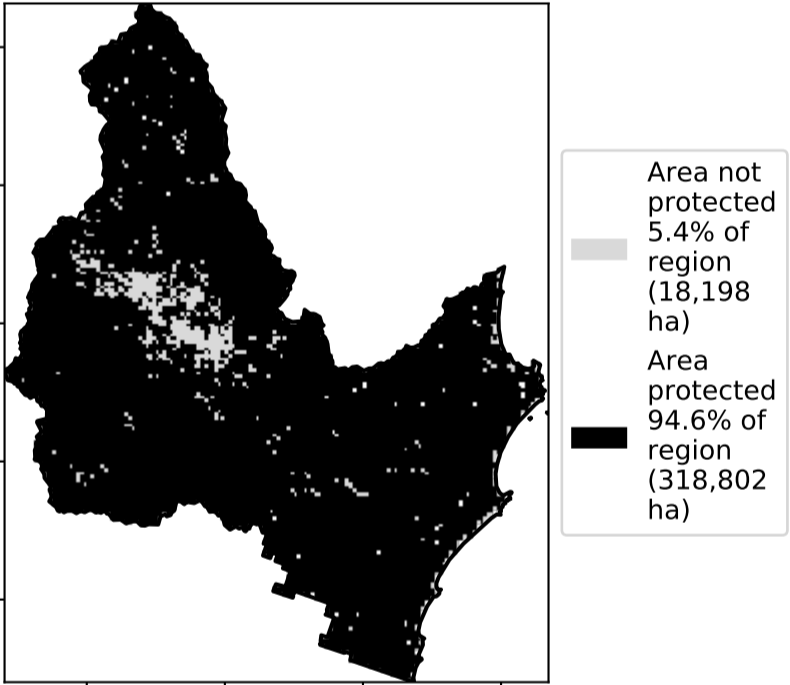 Area not
protected
5.4% of
region
(18,198
ha)
Area
protected
94.6% of
region
(318,802
ha)